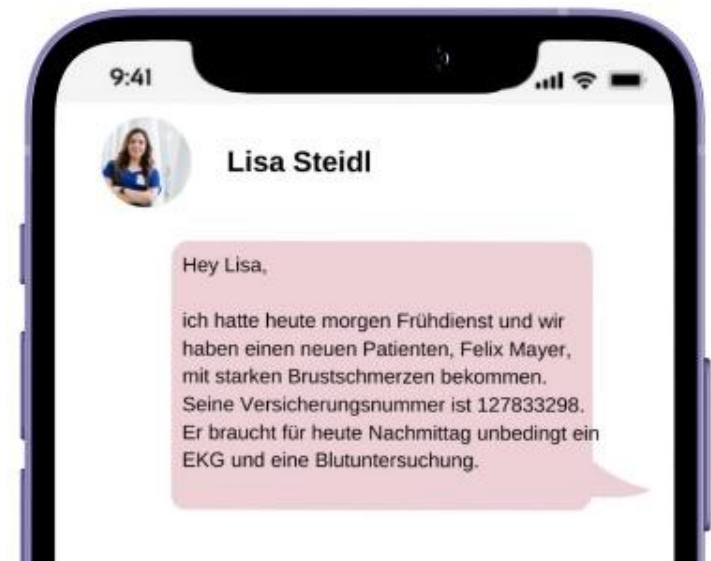 9:41
Lisa Steidl
Hey Lisa,
ich hatte heute morgen Frühdienst und wir
haben einen neuen Patienten, Felix Mayer,
mit starken Brustschmerzen bekommen.
Seine Versicherungsnummer ist 127833298.
Er braucht für heute Nachmittag unbedingt ein
EKG und eine Blutuntersuchung.